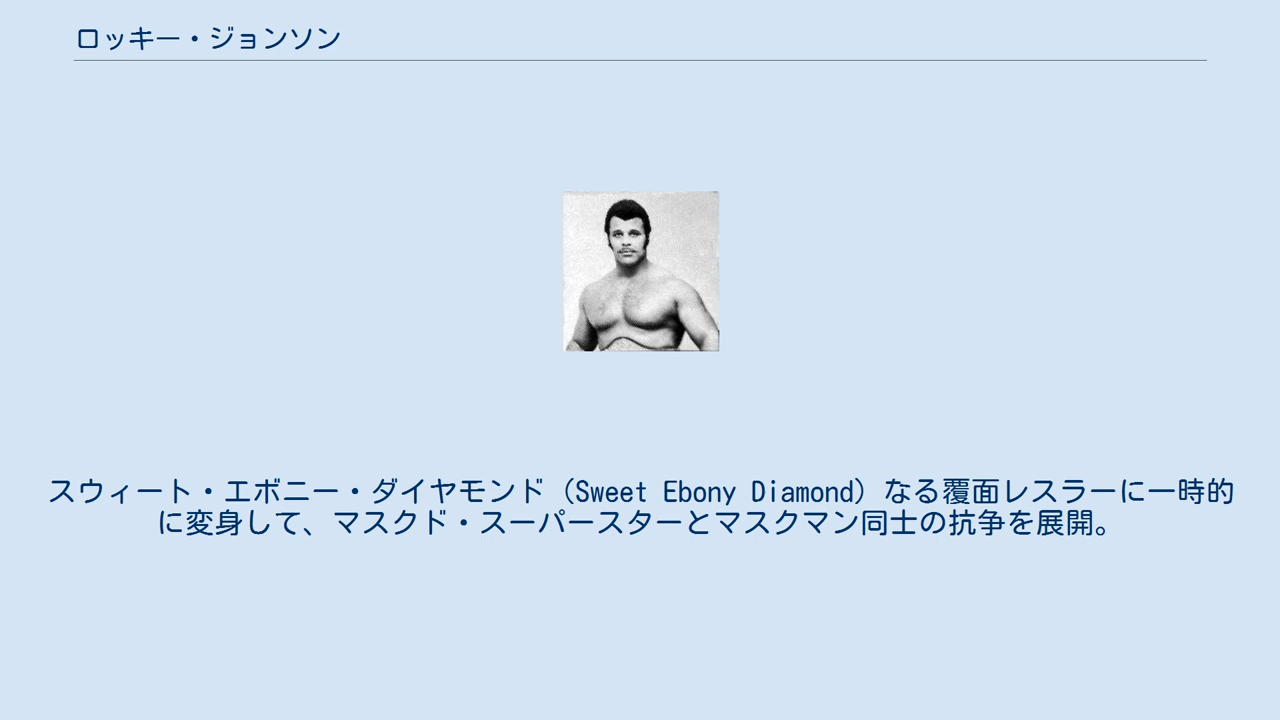 ロッキー・ジョンソン
スウィート・エボニー・ダイヤモンド（Sweet Ebony Diamond）なる覆面レスラーに一時的
に変身して、マスクド・スーパースターとマスクマン同士の抗争を展開。